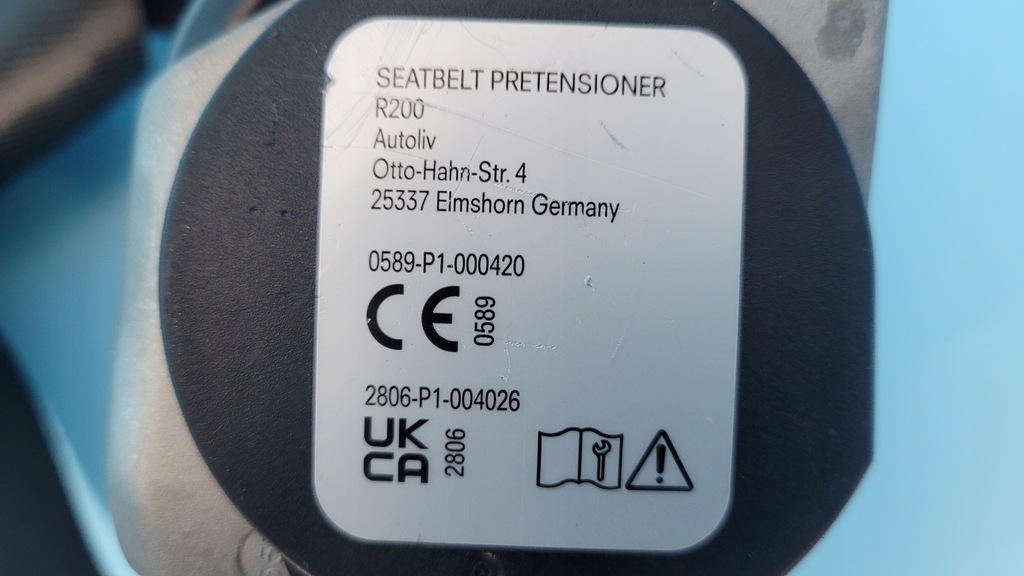 SEATBELT PRETENSIONER
R200
Autoliv
Otto-Hahn-Str. 4
25337 Elmshorn Germany
0589-P1-000420
CE 0589
2806-P1-004026
UK
CA 2806